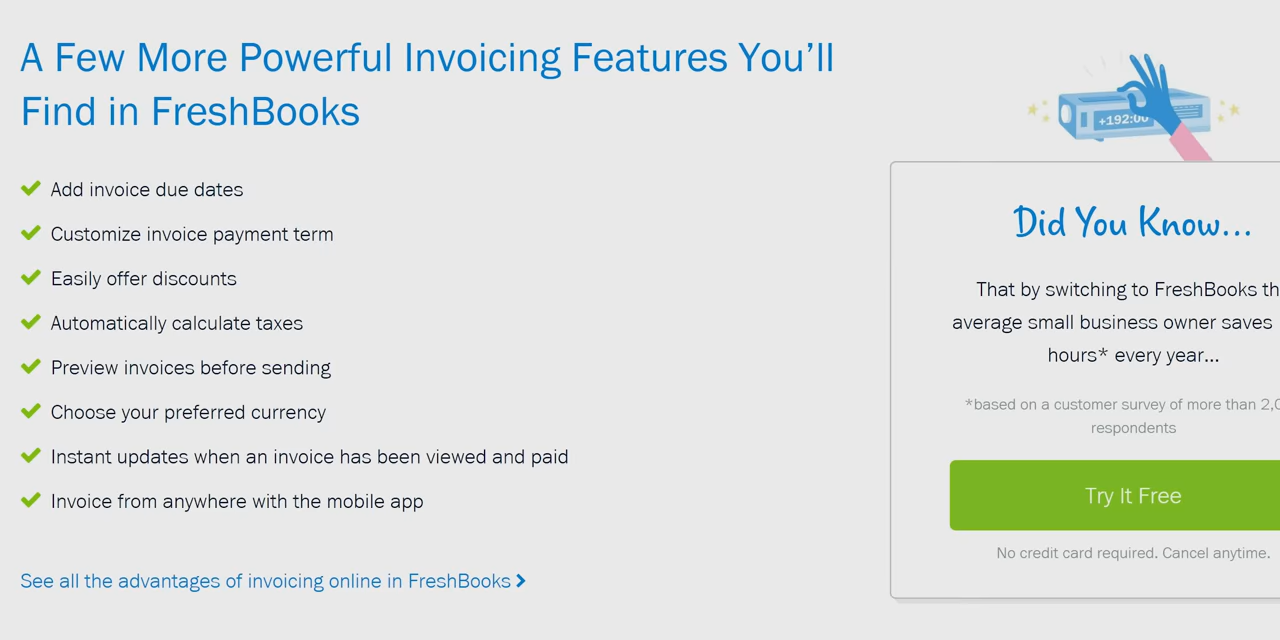 A Few More Powerful Invoicing Features You’ll
Find in FreshBooks
Add invoice due dates
Customize invoice payment term
Easily offer discounts
Automatically calculate taxes
Preview invoices before sending
Choose your preferred currency
Instant updates when an invoice has been viewed and paid
Invoice from anywhere with the mobile app
See all the advantages of invoicing online in FreshBooks
+192:00
Did You Know...
That by switching to FreshBooks
average small business owner saves
hours* every year...
*based on a customer survey of more than
respondents
Try It Free
No credit card required. Cancel anytime.